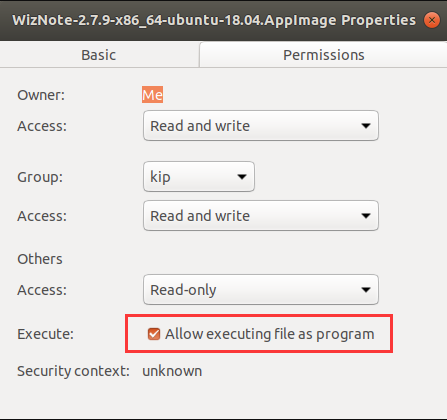 WizNote-2.7.9-x86_64-ubuntu-18.04.AppImage Properties
Basic Permissions
Owner: Me
Access: Read and write
Group: kip
Access: Read and write
Others
Access: Read-only
Execute: Allow executing file as program
Security context: unknown